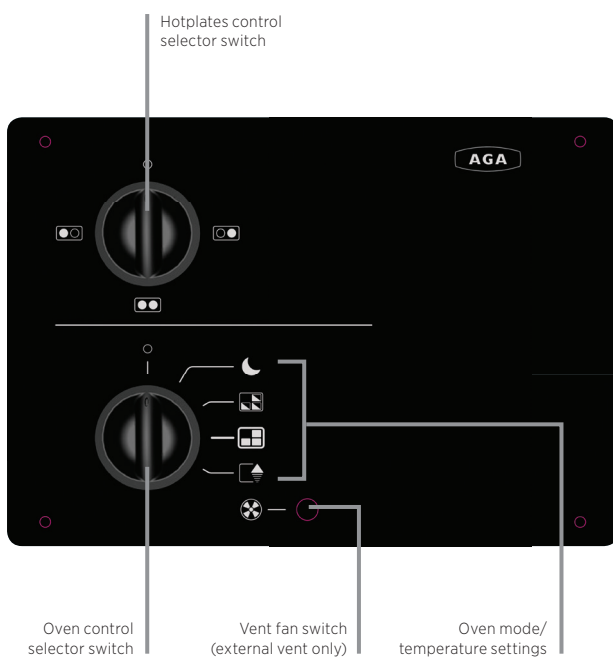 Hotplates control
selector switch
AGA
Oven control
selector switch
Vent fan switch
(external vent only)
Oven mode/
temperature settings